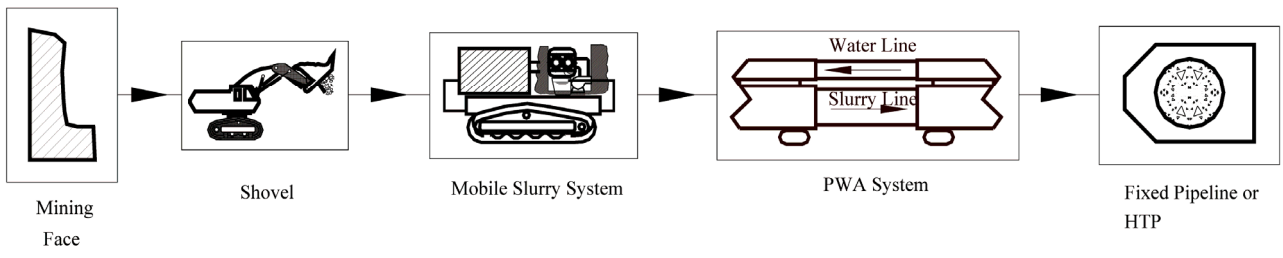 Mining
Face
Shovel
Mobile Slurry System
Water Line
Slurry Line
PWA System
Fixed Pipeline or
HTP